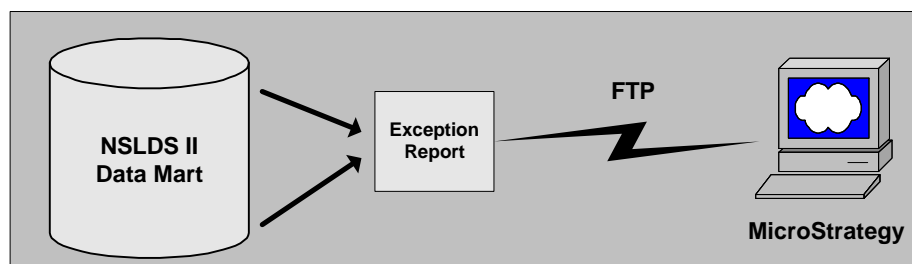 NSLDS II
Data Mart
Exception
Report
FTP
MicroStrategy